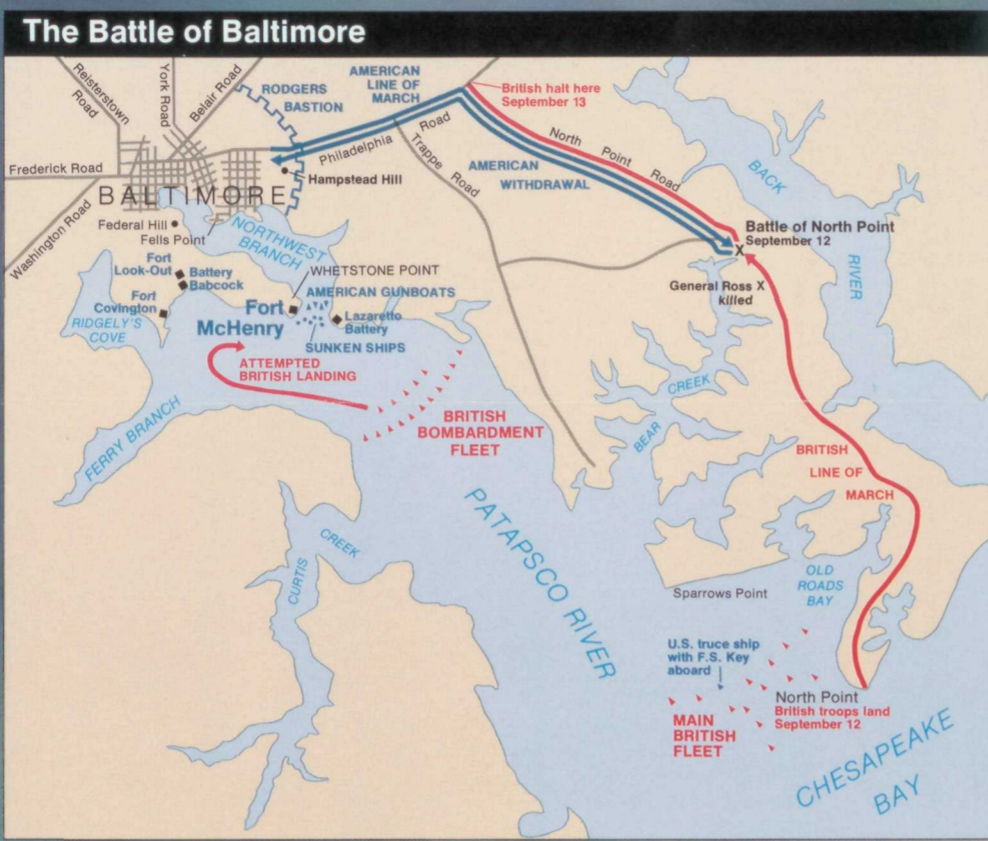 The Battle of Baltimore
Reisterstown
Road
York Road
Belair Road
RODGERS
BASTION
AMERICAN
LINE OF
MARCH
British halt here
September 13
Frederick Road
Philadelphia
Road
Trappe
Road
North Point
Road
AMERICAN
WITHDRAWAL
BACK
RIVER
Hampstead Hill
BALTIMORE
Washington Road
Federal Hill
Fells Point
NORTHWEST
BRANCH
Battle of North Point
September 12
X
General Ross X
killed
Fort
Look-Out
Battery
Babcock
Fort
Covington
RIDGELY'S
COVE
WHETSTONE POINT
AMERICAN GUNBOATS
Fort
McHenry
Lazaretto
Battery
SUNKEN SHIPS
ATTEMPTED
BRITISH LANDING
BRITISH
BOMBARDMENT
FLEET
FERRY BRANCH
BEAR
CREEK
BRITISH
LINE OF
MARCH
PATAPSCO RIVER
CURTIS
CREEK
Sparrows Point
OLD
ROADS
BAY
U.S. truce ship
with F.S. Key
aboard
MAIN
BRITISH
FLEET
North Point
British troops land
September 12
CHESAPEAKE
BAY